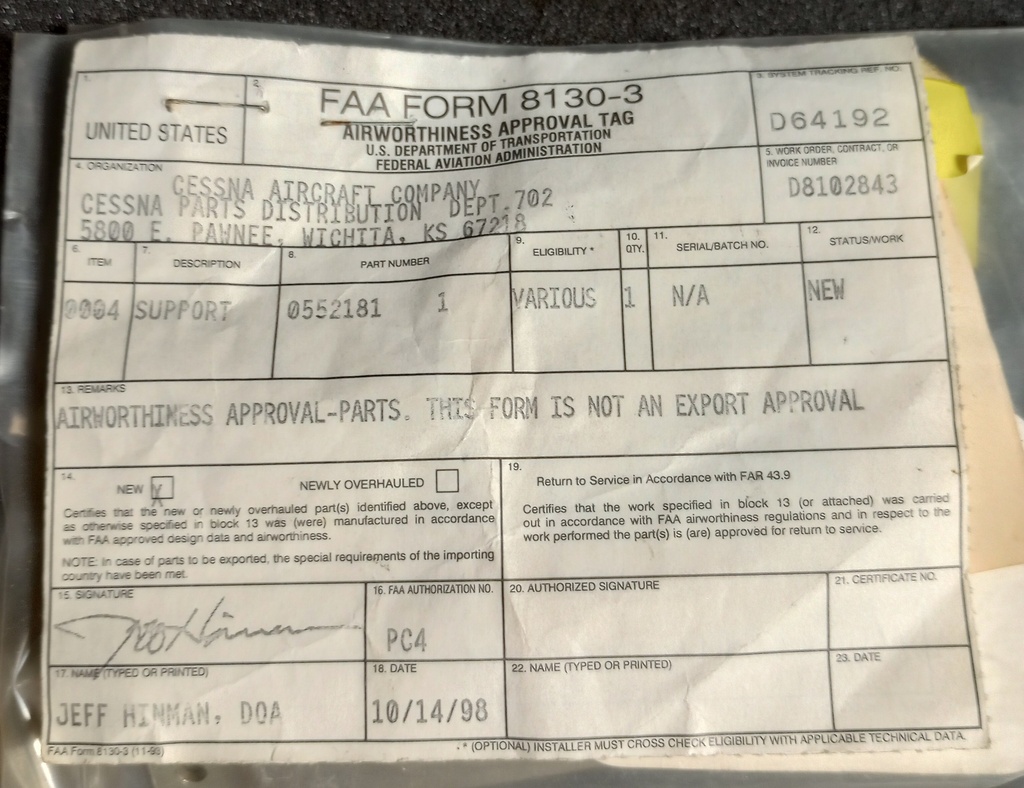 1.
UNITED STATES
2.
FAA FORM 8130-3
AIRWORTHINESS APPROVAL TAG
U.S. DEPARTMENT OF TRANSPORTATION
FEDERAL AVIATION ADMINISTRATION
3. SYSTEM TRACKING REF. NO.
D64192
4. ORGANIZATION
CESSNA AIRCRAFT COMPANY
CESSNA PARTS DISTRIBUTION DEPT.702
5800 E. PAWNEE, WICHITA, KS 67218
5. WORK ORDER, CONTRACT, OR
INVOICE NUMBER
D8102843
6. ITEM
7. DESCRIPTION
8. PART NUMBER
9. ELIGIBILITY *
10. QTY.
11. SERIAL/BATCH NO.
12. STATUS/WORK
0004 SUPPORT 0552181 1 VARIOUS 1 N/A NEW
13. REMARKS
AIRWORTHINESS APPROVAL-PARTS. THIS FORM IS NOT AN EXPORT APPROVAL
14.
NEW X NEWLY OVERHAULED
Certifies that the new or newly overhauled part(s) identified above, except
as otherwise specified in block 13 was (were) manufactured in accordance
with FAA approved design data and airworthiness.
NOTE: In case of parts to be exported, the special requirements of the importing
country have been met.
19.
Return to Service in Accordance with FAR 43.9
Certifies that the work specified in block 13 (or attached) was carried
out in accordance with FAA airworthiness regulations and in respect to the
work performed the part(s) is (are) approved for return to service.
15. SIGNATURE
16. FAA AUTHORIZATION NO.
PC4
20. AUTHORIZED SIGNATURE
21. CERTIFICATE NO.
17. NAME (TYPED OR PRINTED)
JEFF HINMAN, DOA
18. DATE
10/14/98
22. NAME (TYPED OR PRINTED)
23. DATE
FAA Form 8130-3 (11-93)
* (OPTIONAL) INSTALLER MUST CROSS CHECK ELIGIBILITY WITH APPLICABLE TECHNICAL DATA.